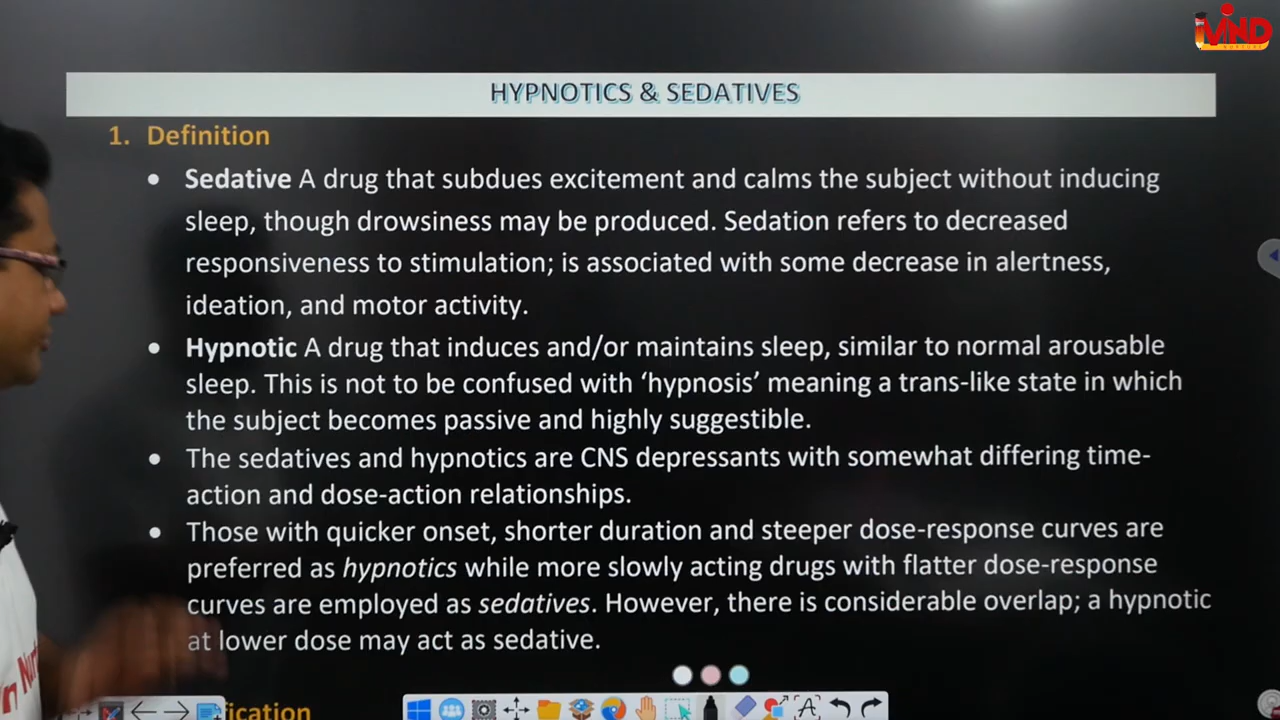 iMIND
NURTURE
HYPNOTICS & SEDATIVES
1. Definition
• Sedative A drug that subdues excitement and calms the subject without inducing
sleep, though drowsiness may be produced. Sedation refers to decreased
responsiveness to stimulation; is associated with some decrease in alertness,
ideation, and motor activity.
• Hypnotic A drug that induces and/or maintains sleep, similar to normal arousable
sleep. This is not to be confused with ‘hypnosis’ meaning a trans-like state in which
the subject becomes passive and highly suggestible.
• The sedatives and hypnotics are CNS depressants with somewhat differing time-
action and dose-action relationships.
• Those with quicker onset, shorter duration and steeper dose-response curves are
preferred as hypnotics while more slowly acting drugs with flatter dose-response
curves are employed as sedatives. However, there is considerable overlap; a hypnotic
at lower dose may act as sedative.